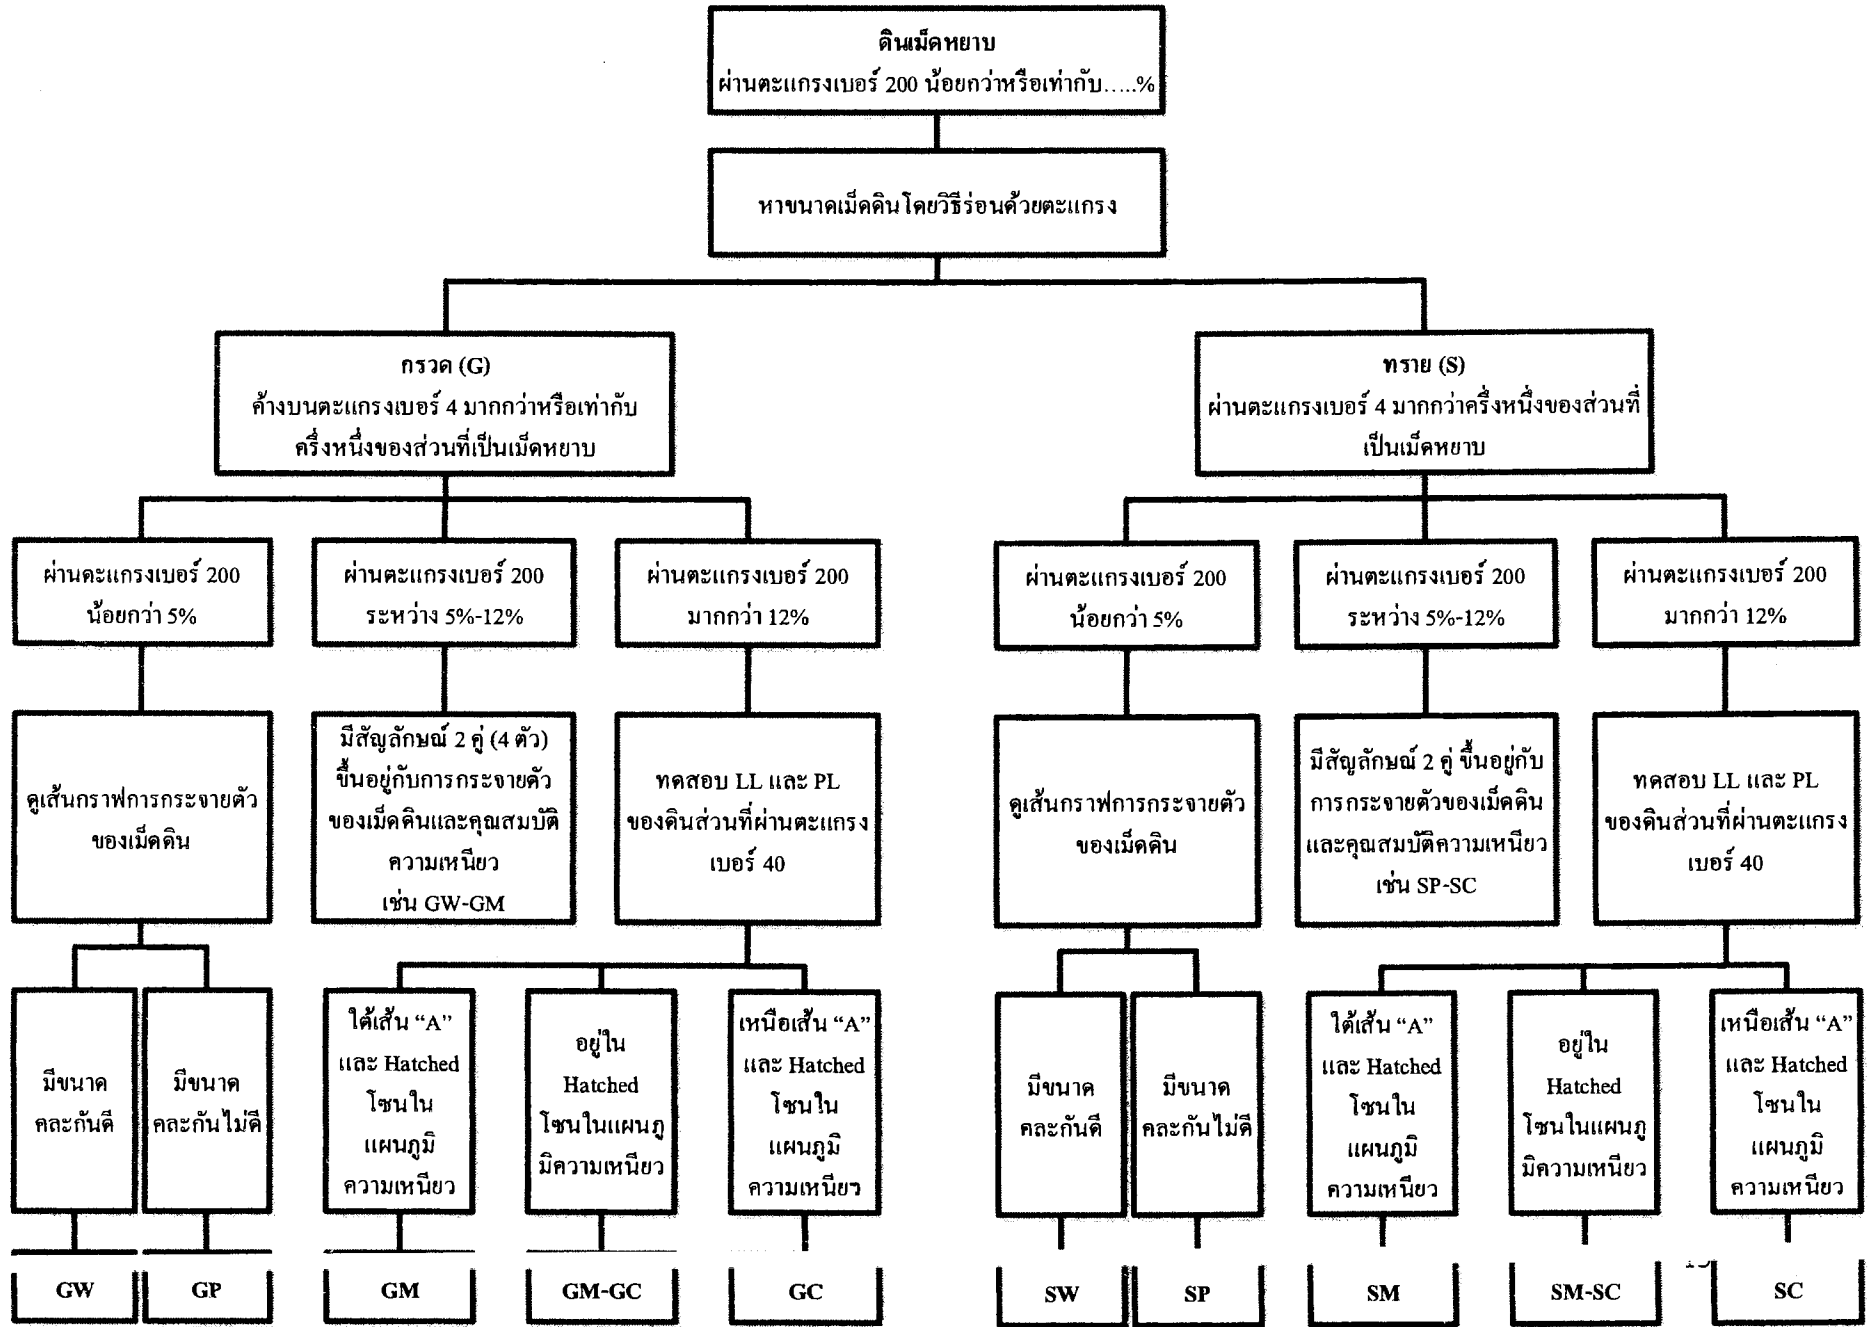 ดินเม็ดหยาบ
ผ่านตะแกรงเบอร์ 200 น้อยกว่าหรือเท่ากับ.....%
หาขนาดเม็ดดินโดยวิธีร่อนด้วยตะแกรง
กรวด (G)
ค้างบนตะแกรงเบอร์ 4 มากกว่าหรือเท่ากับ
ครึ่งหนึ่งของส่วนที่เป็นเม็ดหยาบ
ทราย (S)
ผ่านตะแกรงเบอร์ 4 มากกว่าครึ่งหนึ่งของส่วนที่
เป็นเม็ดหยาบ
ผ่านตะแกรงเบอร์ 200
น้อยกว่า 5%
ผ่านตะแกรงเบอร์ 200
ระหว่าง 5%-12%
ผ่านตะแกรงเบอร์ 200
มากกว่า 12%
ผ่านตะแกรงเบอร์ 200
น้อยกว่า 5%
ผ่านตะแกรงเบอร์ 200
ระหว่าง 5%-12%
ผ่านตะแกรงเบอร์ 200
มากกว่า 12%
ดูเส้นกราฟการกระจายตัว
ของเม็ดดิน
มีสัญลักษณ์ 2 คู่ (4 ตัว)
ขึ้นอยู่กับการกระจายตัว
ของเม็ดดินและคุณสมบัติ
ความเหนียว
เช่น GW-GM
ทดสอบ LL และ PL
ของดินส่วนที่ผ่านตะแกรง
เบอร์ 40
ดูเส้นกราฟการกระจายตัว
ของเม็ดดิน
มีสัญลักษณ์ 2 คู่ ขึ้นอยู่กับ
การกระจายตัวของเม็ดดิน
และคุณสมบัติความเหนียว
เช่น SP-SC
ทดสอบ LL และ PL
ของดินส่วนที่ผ่านตะแกรง
เบอร์ 40
มีขนาด
คละกันดี
มีขนาด
คละกันไม่ดี
ใต้เส้น “A”
และ Hatched
โซนใน
แผนภูมิ
ความเหนียว
อยู่ใน
Hatched
โซนในแผนภู
มิความเหนียว
เหนือเส้น “A”
และ Hatched
โซนใน
แผนภูมิ
ความเหนียว
มีขนาด
คละกันดี
มีขนาด
คละกันไม่ดี
ใต้เส้น “A”
และ Hatched
โซนใน
แผนภูมิ
ความเหนียว
อยู่ใน
Hatched
โซนในแผนภู
มิความเหนียว
เหนือเส้น “A”
และ Hatched
โซนใน
แผนภูมิ
ความเหนียว
GW
GP
GM
GM-GC
GC
SW
SP
SM
SM-SC
SC